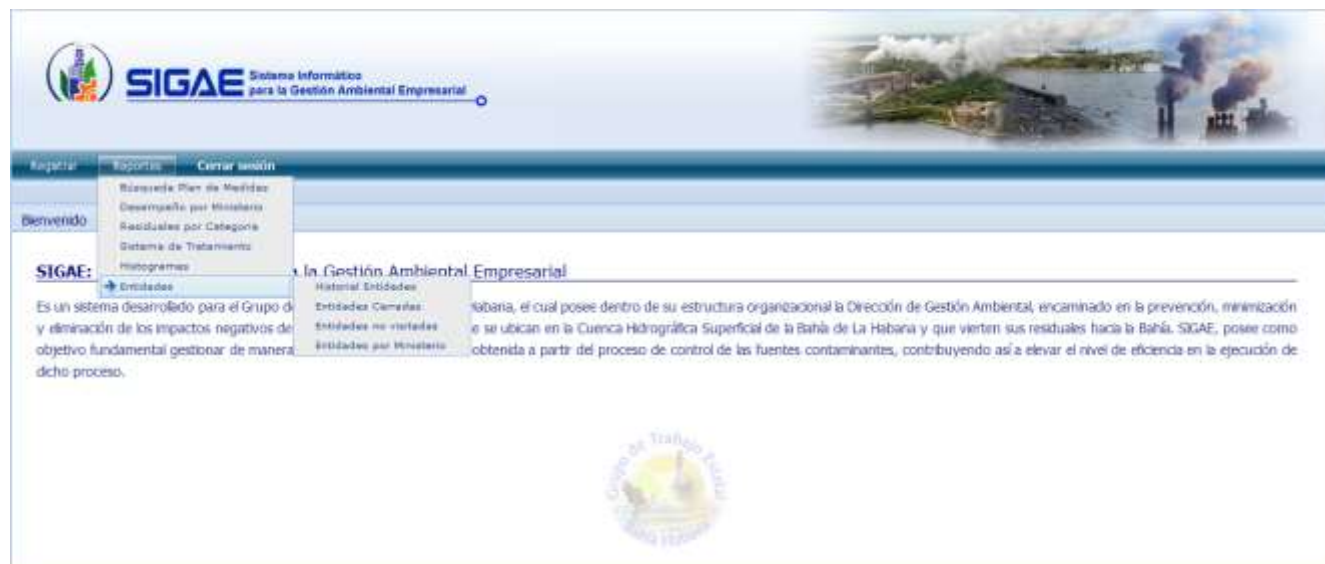 SIGAE Sistema Informático
para la Gestión Ambiental Empresarial
Registrar Reportes Cerrar sesión
Búsqueda Plan de Medidas
Desempeño por Ministerio
Bienvenido
Residuales por Categoria
Sistema de Tratamiento
Histogramas
Entidades
Historial Entidades
Entidades Cerradas
Entidades no visitadas
Entidades por Ministerio
SIGAE: la Gestión Ambiental Empresarial
Es un sistema desarrollado para el Grupo d Habana, el cual posee dentro de su estructura organizacional la Dirección de Gestión Ambiental, encaminado en la prevención, minimización
y eliminación de los impactos negativos de e se ubican en la Cuenca Hidrográfica Superficial de la Bahía de La Habana y que vierten sus residuales hacia la Bahía. SIGAE, posee como
objetivo fundamental gestionar de manera obtenida a partir del proceso de control de las fuentes contaminantes, contribuyendo así a elevar el nivel de eficiencia en la ejecución de
dicho proceso.
Grupo de Trabajo Estatal
Bahía Habana